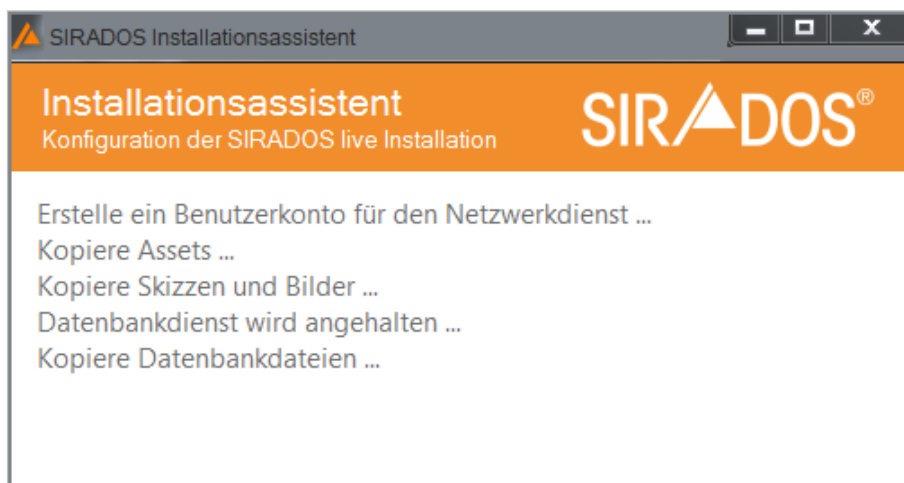 SIRADOS Installationsassistent
Installationsassistent
Konfiguration der SIRADOS live Installation
SIRADOS®
Erstelle ein Benutzerkonto für den Netzwerkdienst ...
Kopiere Assets ...
Kopiere Skizzen und Bilder ...
Datenbankdienst wird angehalten ...
Kopiere Datenbankdateien ...